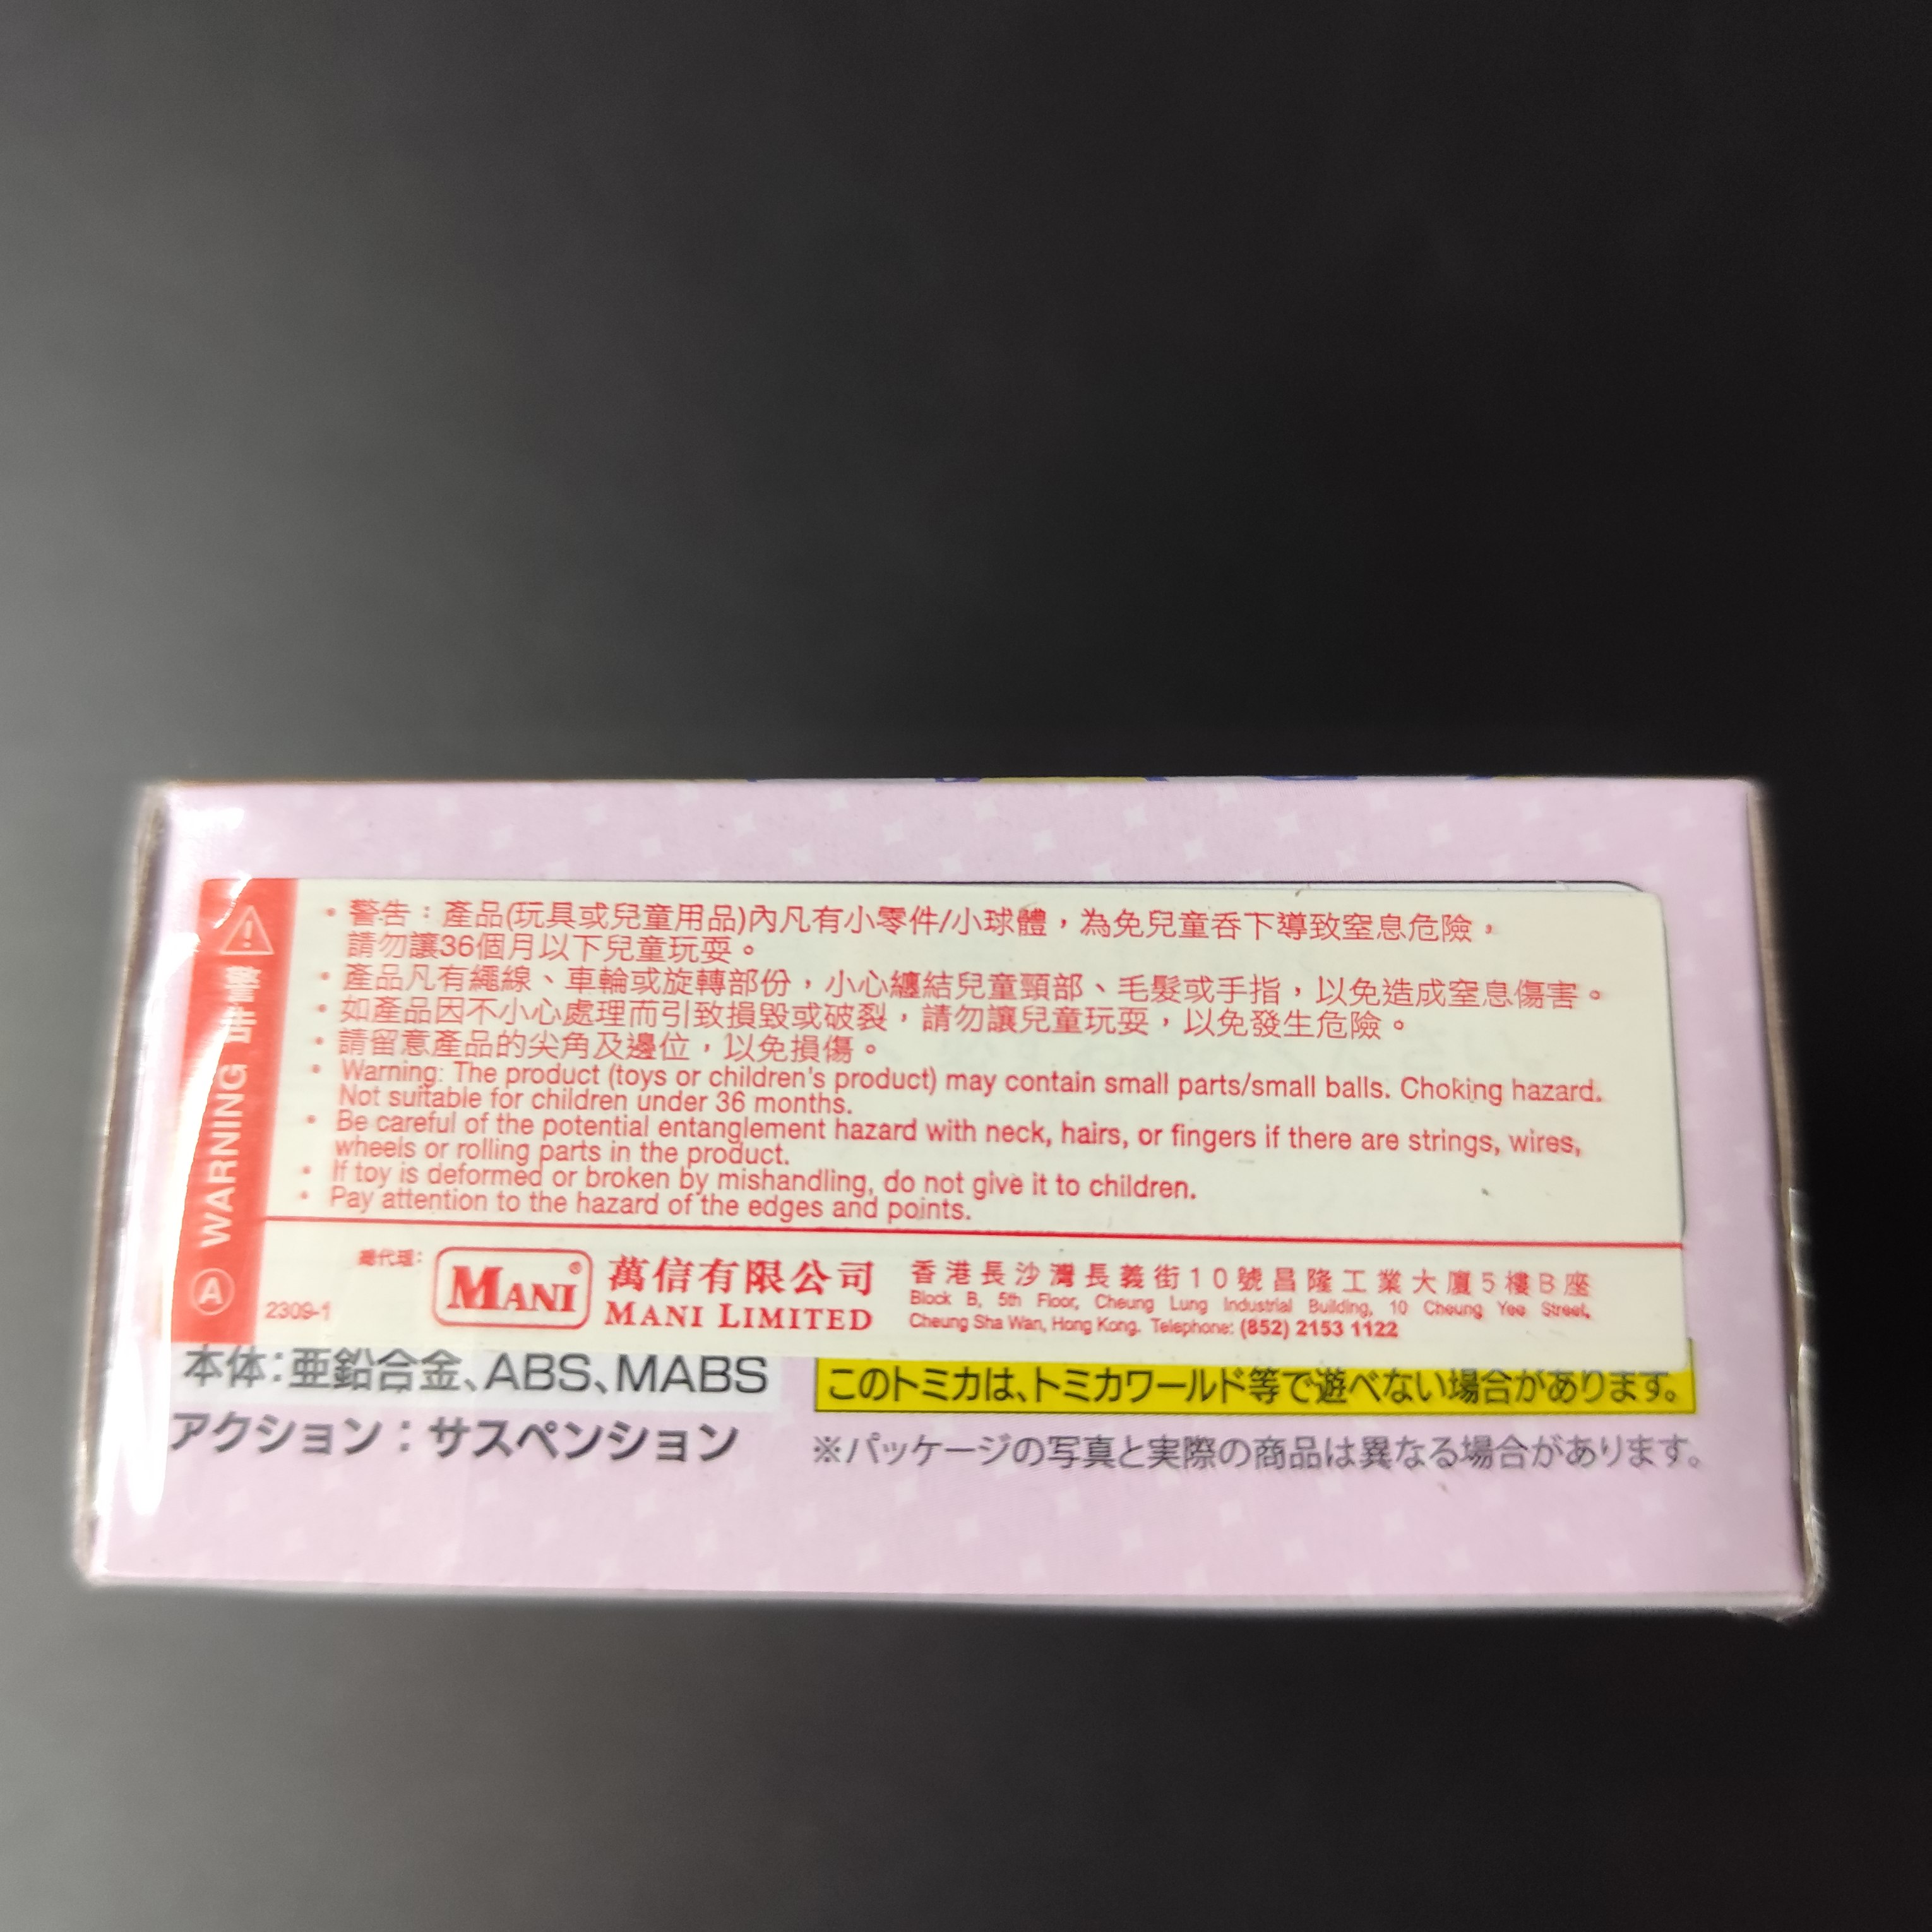 • 警告：產品(玩具或兒童用品)內凡有小零件/小球體，為免兒童吞下導致窒息危險，
請勿讓36個月以下兒童玩耍。
• 產品凡有繩線、車輪或旋轉部份，小心纏結兒童頸部、毛髮或手指，以免造成窒息傷害。
• 如產品因不小心處理而引致損毀或破裂，請勿讓兒童玩耍，以免發生危險。
• 請留意產品的尖角及邊位，以免損傷。
• Warning: The product (toys or children's product) may contain small parts/small balls. Choking hazard.
Not suitable for children under 36 months.
• Be careful of the potential entanglement hazard with neck, hairs, or fingers if there are strings, wires,
wheels or rolling parts in the product.
• If toy is deformed or broken by mishandling, do not give it to children.
• Pay attention to the hazard of the edges and points.
Ⓐ WARNING 警告
2309-1
總代理:
MANI®
萬信有限公司
MANI LIMITED
香港長沙灣長義街10號昌隆工業大廈5樓B座
Block B, 5th Floor, Cheung Lung Industrial Building, 10 Cheung Yee Street,
Cheung Sha Wan, Hong Kong. Telephone: (852) 2153 1122
本体:亜鉛合金、ABS、MABS
アクション：サスペンション
このトミカは、トミカワールド等で遊べない場合があります。
※パッケージの写真と実際の商品は異なる場合があります。